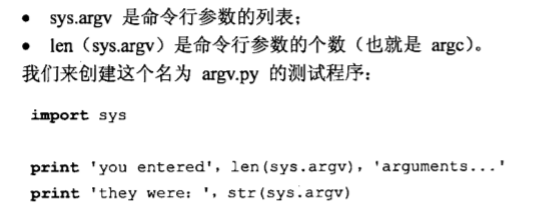 • sys.argv 是命令行参数的列表；
• len（sys.argv）是命令行参数的个数（也就是 argc）。
我们来创建这个名为 argv.py 的测试程序：
import sys
print 'you entered', len(sys.argv), 'arguments...'
print 'they were: ', str(sys.argv)